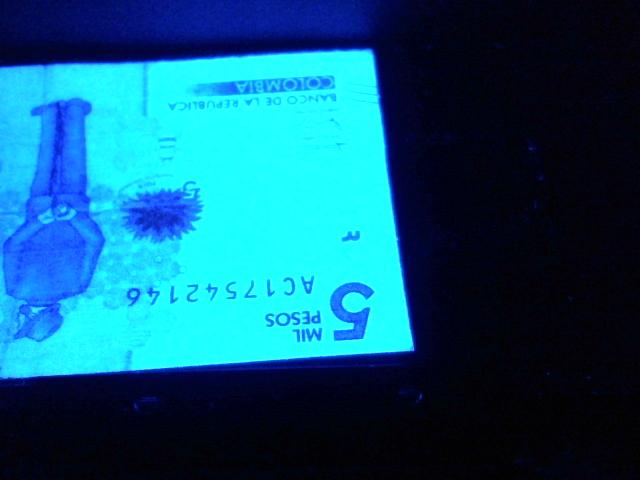 5
MIL
PESOS
AC17542146
5
BANCO DE LA REPUBLICA
COLOMBIA